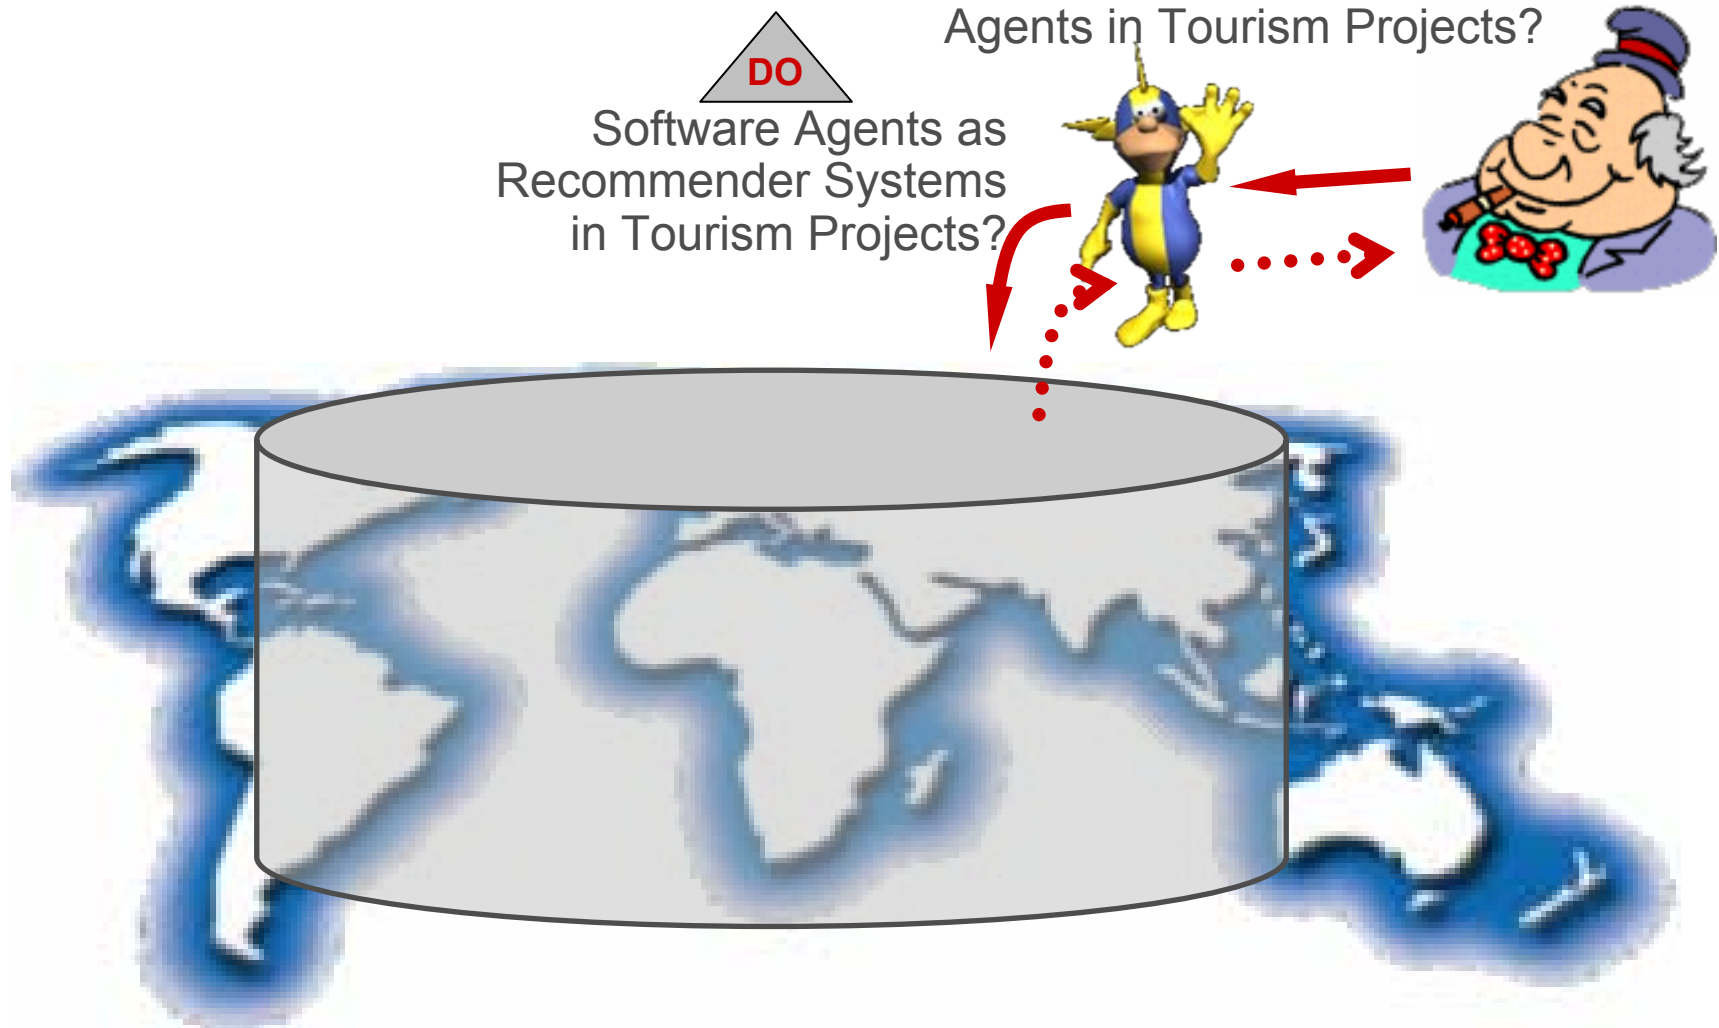 Agents in Tourism Projects?
DO
Software Agents as
Recommender Systems
in Tourism Projects?